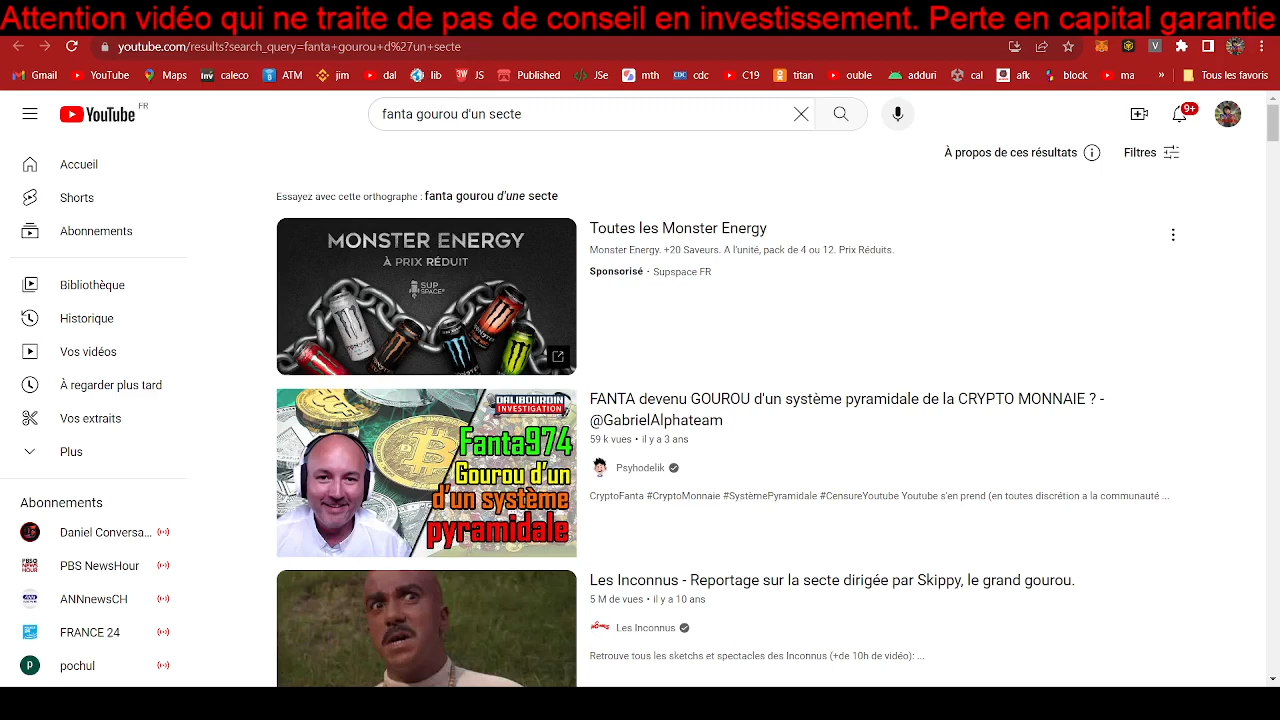 Attention vidéo qui ne traite de pas de conseil en investissement. Perte en capital garantie
youtube.com/results?search_query=fanta+gourou+d%27un+secte
Gmail YouTube Maps caleco ATM jim dal lib JS Published JSe mth cdc C19 titan ouble adduri cal afk block ma » Tous les favoris
YouTube FR
fanta gourou d'un secte
9+
À propos de ces résultats Filtres
Accueil
Shorts
Abonnements
Bibliothèque
Historique
Vos vidéos
À regarder plus tard
Vos extraits
Plus
Abonnements
Daniel Conversa...
PBS NewsHour
ANNnewsCH
FRANCE 24
pochul
Essayez avec cette orthographe : fanta gourou d'une secte
MONSTER ENERGY
À PRIX RÉDUIT
SUP
SPACE
Toutes les Monster Energy
Monster Energy. +20 Saveurs. A l'unité, pack de 4 ou 12. Prix Réduits.
Sponsorisé · Supspace FR
DALIBOURDIN
INVESTIGATION
Fanta974
Gourou d'un
d'un système
pyramidale
FANTA devenu GOUROU d'un système pyramidale de la CRYPTO MONNAIE ? -
@GabrielAlphateam
59 k vues • il y a 3 ans
Psyhodelik
CryptoFanta #CryptoMonnaie #SystèmePyramidale #CensureYoutube Youtube s'en prend (en toutes discrétion a la communauté ...
Les Inconnus - Reportage sur la secte dirigée par Skippy, le grand gourou.
5 M de vues • il y a 10 ans
Les Inconnus
Retrouve tous les sketchs et spectacles des Inconnus (+de 10h de vidéo): ...